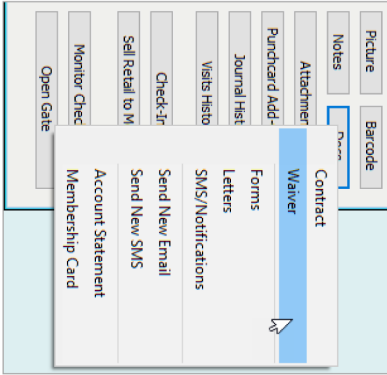 Picture
Barcode
Notes
Docs
Attachmen
Punchcard Add-
Journal Hist
Visits Histo
Check-In
Sell Retail to M
Monitor Chec
Open Gate
Contract
Waiver
Forms
Letters
SMS/Notifications
Send New Email
Send New SMS
Account Statement
Membership Card